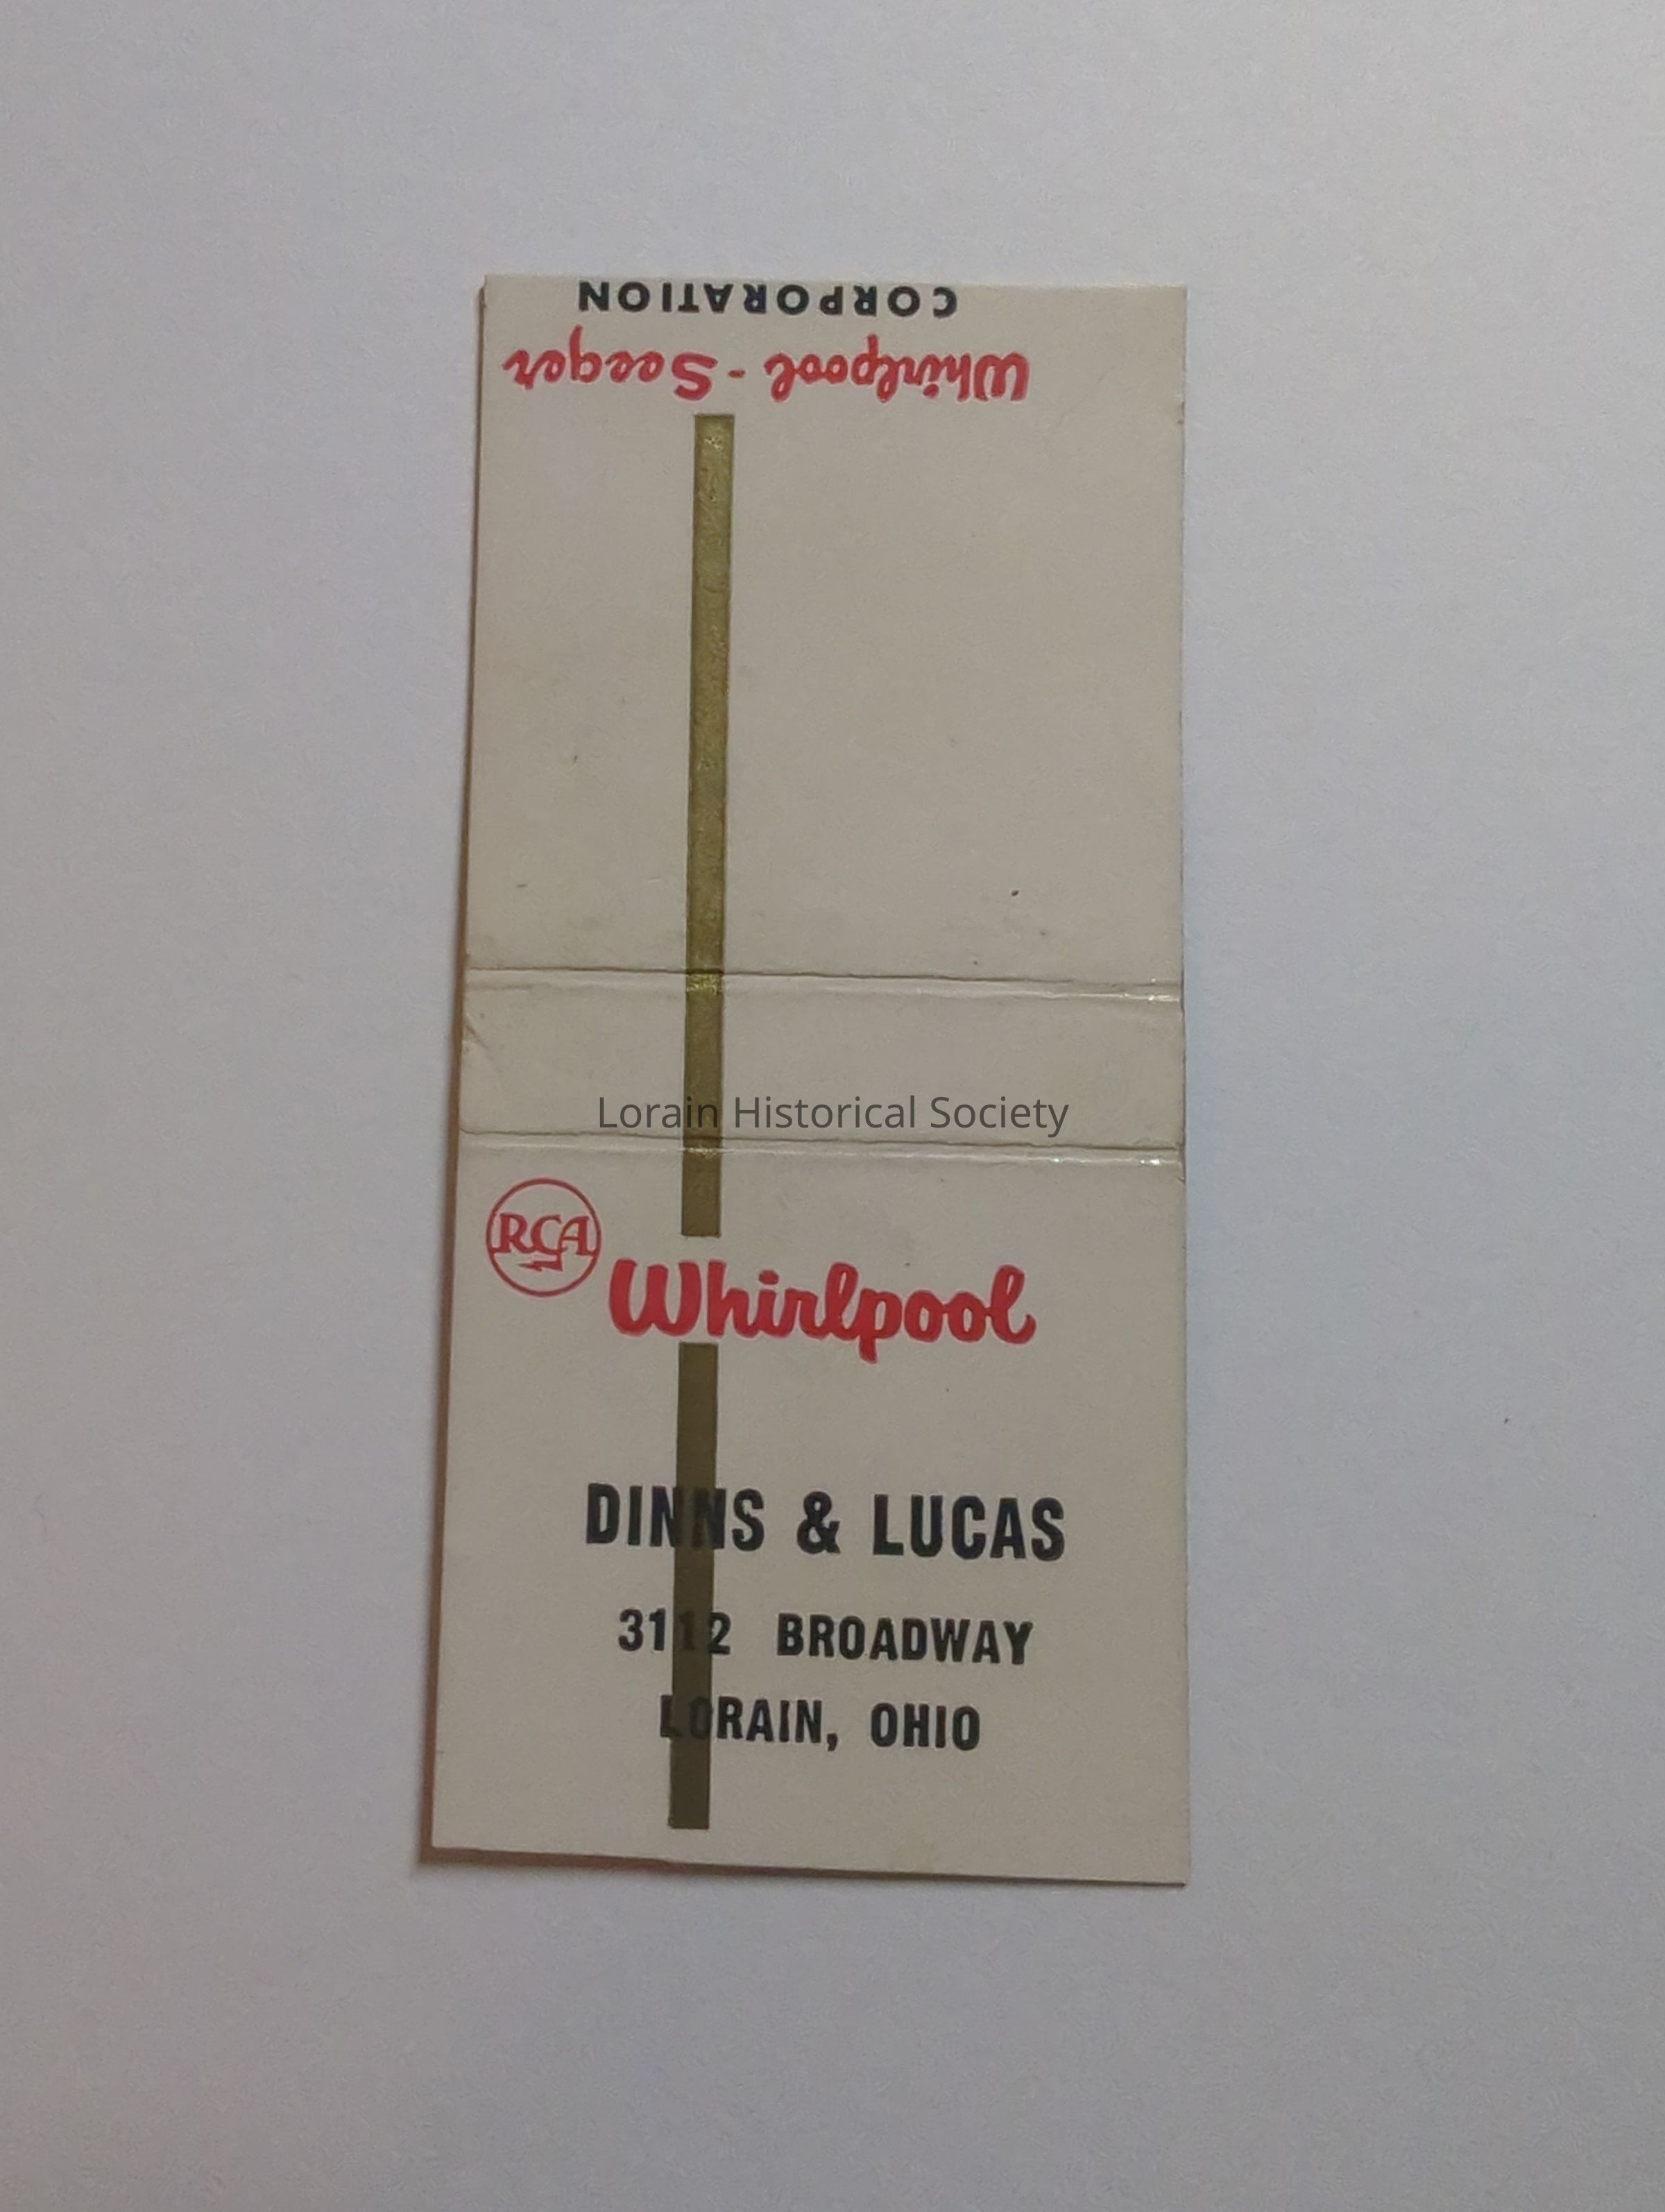 Whirlpool - Seeger
CORPORATION
Lorain Historical Society
RCA
Whirlpool
DINNS & LUCAS
3112 BROADWAY
LORAIN, OHIO